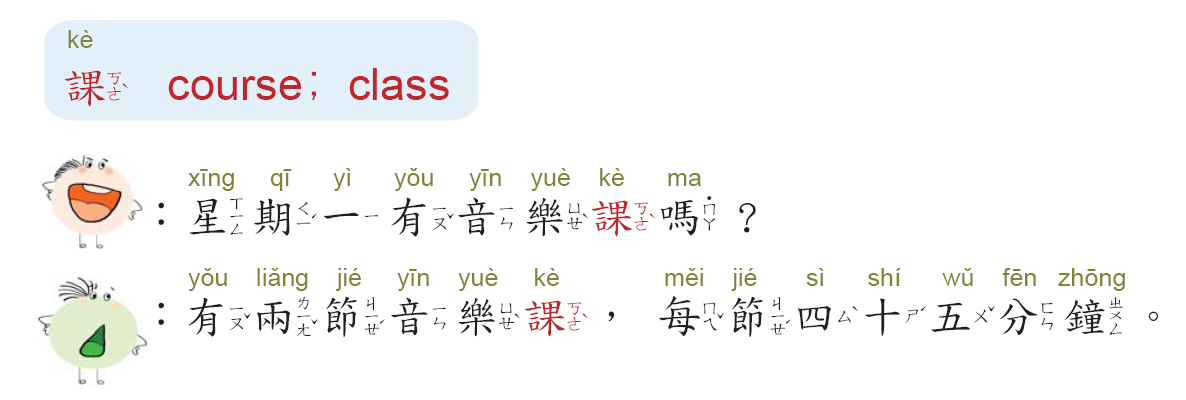 kè
課ㄎㄜˋ course；class
xīng qī yì yǒu yīn yuè kè ma
：星ㄒㄧㄥ期ㄑㄧˊ一ㄧ有ㄧㄡˇ音ㄧㄣ樂ㄩㄝˋ課ㄎㄜˋ嗎˙ㄇㄚ？
yǒu liǎng jié yīn yuè kè měi jié sì shí wǔ fēn zhōng
：有ㄧㄡˇ兩ㄌㄧㄤˇ節ㄐㄧㄝˊ音ㄧㄣ樂ㄩㄝˋ課ㄎㄜˋ，每ㄇㄟˇ節ㄐㄧㄝˊ四ㄙˋ十ㄕˊ五ㄨˇ分ㄈㄣ鐘ㄓㄨㄥ。